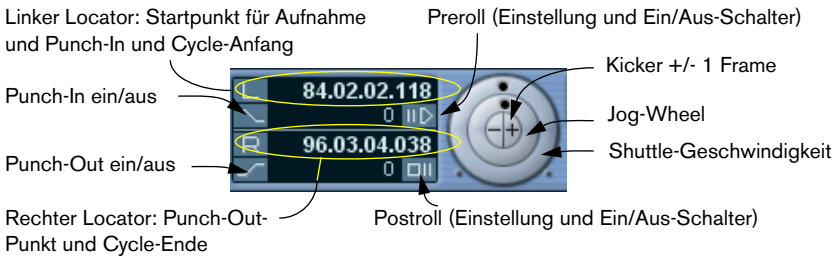 Linker Locator: Startpunkt für Aufnahme
und Punch-In und Cycle-Anfang
Preroll (Einstellung und Ein/Aus-Schalter)
Kicker +/- 1 Frame
L 84.02.02.118
Punch-In ein/aus
0
Jog-Wheel
- +
R 96.03.04.038
Shuttle-Geschwindigkeit
Punch-Out ein/aus
0
Rechter Locator: Punch-Out-
Punkt und Cycle-Ende
Postroll (Einstellung und Ein/Aus-Schalter)